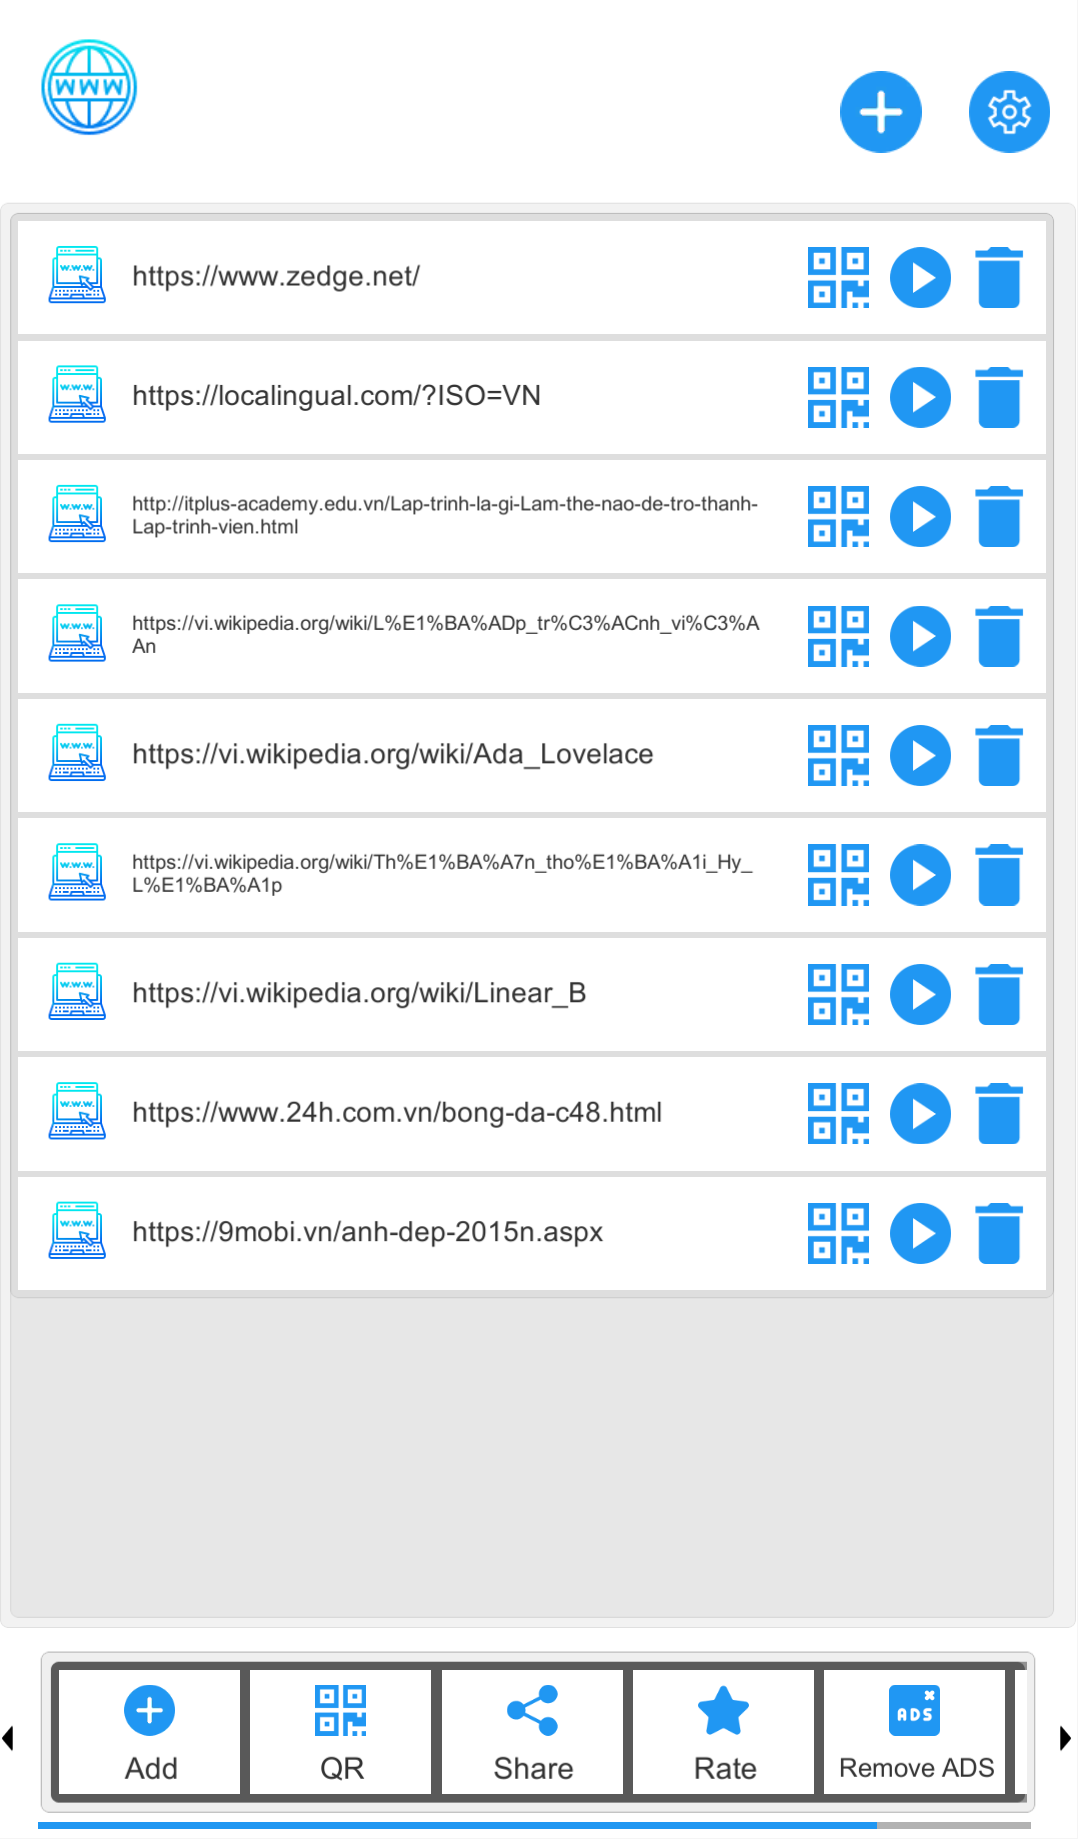 WWW
w.w.w.
https://www.zedge.net/
w.w.w.
https://localingual.com/?ISO=VN
w.w.w.
http://itplus-academy.edu.vn/Lap-trinh-la-gi-Lam-the-nao-de-tro-thanh-
Lap-trinh-vien.html
w.w.w.
https://vi.wikipedia.org/wiki/L%E1%BA%ADp_tr%C3%ACnh_vi%C3%A
An
w.w.w.
https://vi.wikipedia.org/wiki/Ada_Lovelace
w.w.w.
https://vi.wikipedia.org/wiki/Th%E1%BA%A7n_tho%E1%BA%A1i_Hy_
L%E1%BA%A1p
w.w.w.
https://vi.wikipedia.org/wiki/Linear_B
w.w.w.
https://www.24h.com.vn/bong-da-c48.html
w.w.w.
https://9mobi.vn/anh-dep-2015n.aspx
ADS
Add
QR
Share
Rate
Remove ADS